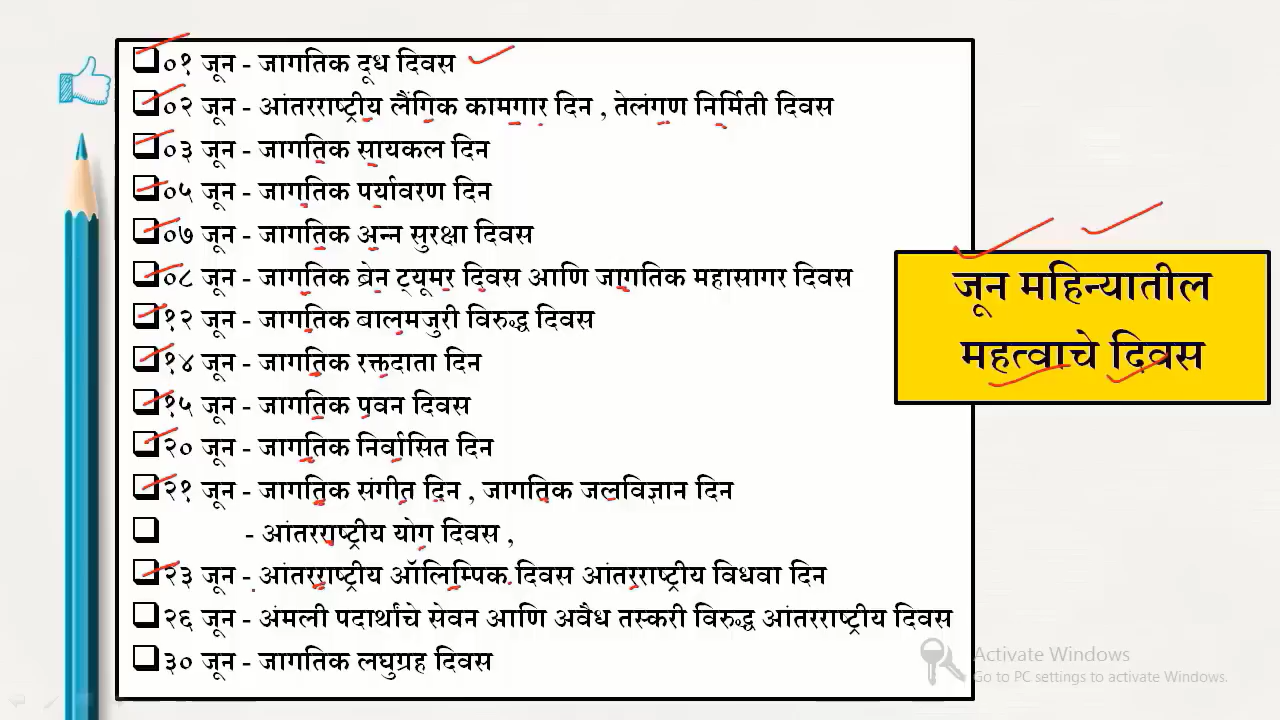 ०१ जून - जागतिक दूध दिवस
०२ जून - आंतरराष्ट्रीय लैंगिक कामगार दिन , तेलंगण निर्मिती दिवस
०३ जून - जागतिक सायकल दिन
०५ जून - जागतिक पर्यावरण दिन
०७ जून - जागतिक अन्न सुरक्षा दिवस
०८ जून - जागतिक ब्रेन ट्यूमर दिवस आणि जागतिक महासागर दिवस
१२ जून - जागतिक बालमजुरी विरुद्ध दिवस
१४ जून - जागतिक रक्तदाता दिन
१५ जून - जागतिक पवन दिवस
२० जून - जागतिक निर्वासित दिन
२१ जून - जागतिक संगीत दिन , जागतिक जलविज्ञान दिन
- आंतरराष्ट्रीय योग दिवस ,
२३ जून - आंतरराष्ट्रीय ऑलिम्पिक दिवस आंतरराष्ट्रीय विधवा दिन
२६ जून - अंमली पदार्थांचे सेवन आणि अवैध तस्करी विरुद्ध आंतरराष्ट्रीय दिवस
३० जून - जागतिक लघुग्रह दिवस
जून महिन्यातील
महत्वाचे दिवस
Activate Windows
Go to PC settings to activate Windows.